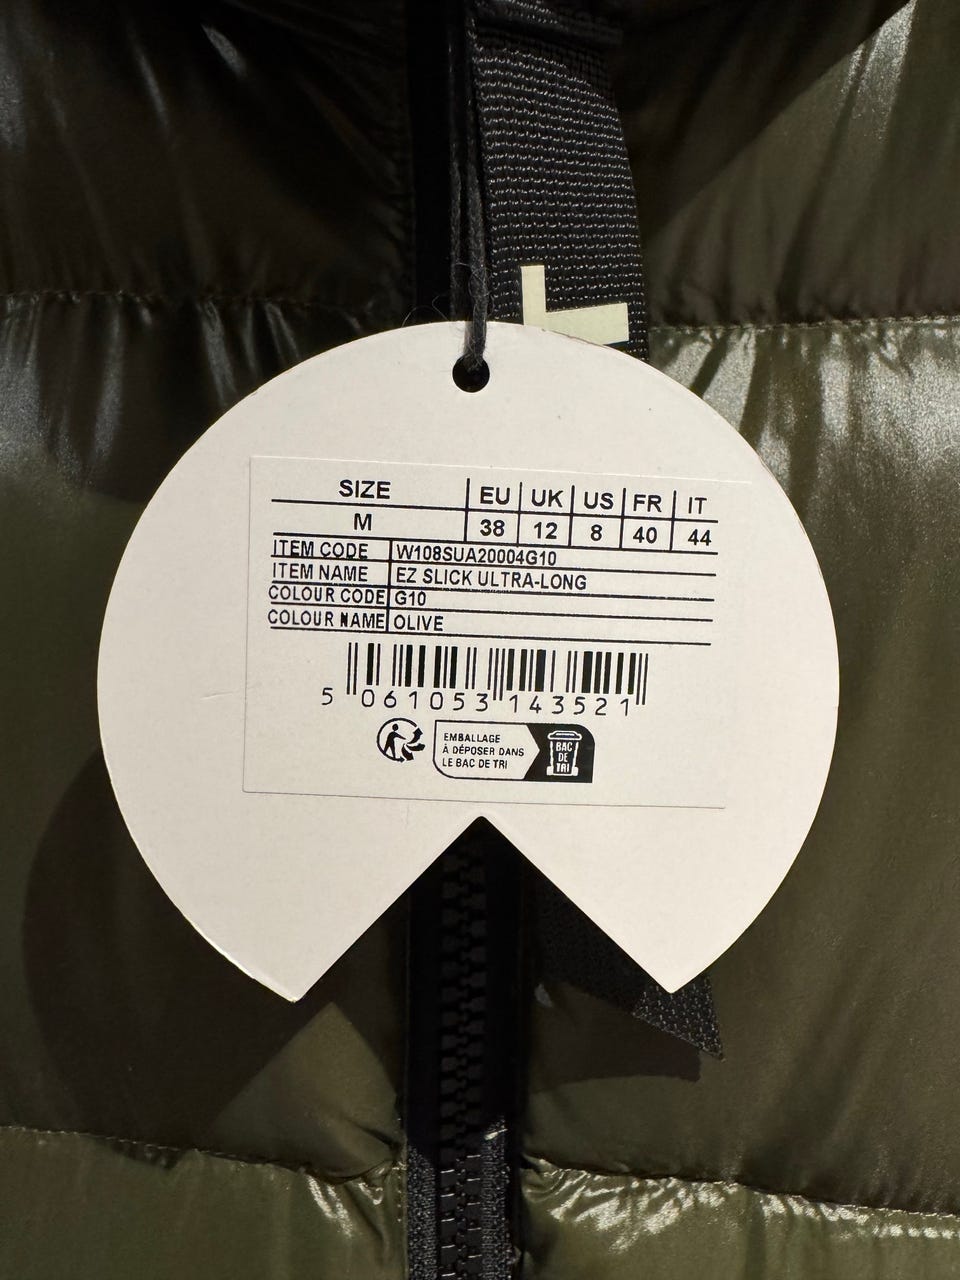 SIZE EU UK US FR IT
M 38 12 8 40 44
ITEM CODE W108SUA20004G10
ITEM NAME EZ SLICK ULTRA-LONG
COLOUR CODE G10
COLOUR NAME OLIVE
5 061053 143521
EMBALLAGE
À DÉPOSER DANS
LE BAC DE TRI
BAC
DE
TRI